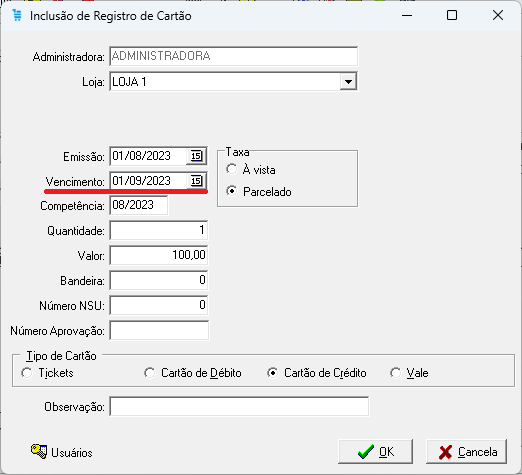 Inclusão de Registro de Cartão
Administradora: ADMINISTRADORA
Loja: LOJA 1
Emissão: 01/08/2023 15
Taxa
À vista
Vencimento: 01/09/2023 15
Parcelado
Competência: 08/2023
Quantidade: 1
Valor: 100,00
Bandeira: 0
Número NSU: 0
Número Aprovação:
Tipo de Cartão
Tickets Cartão de Débito Cartão de Crédito Vale
Observação:
Usuários OK Cancela